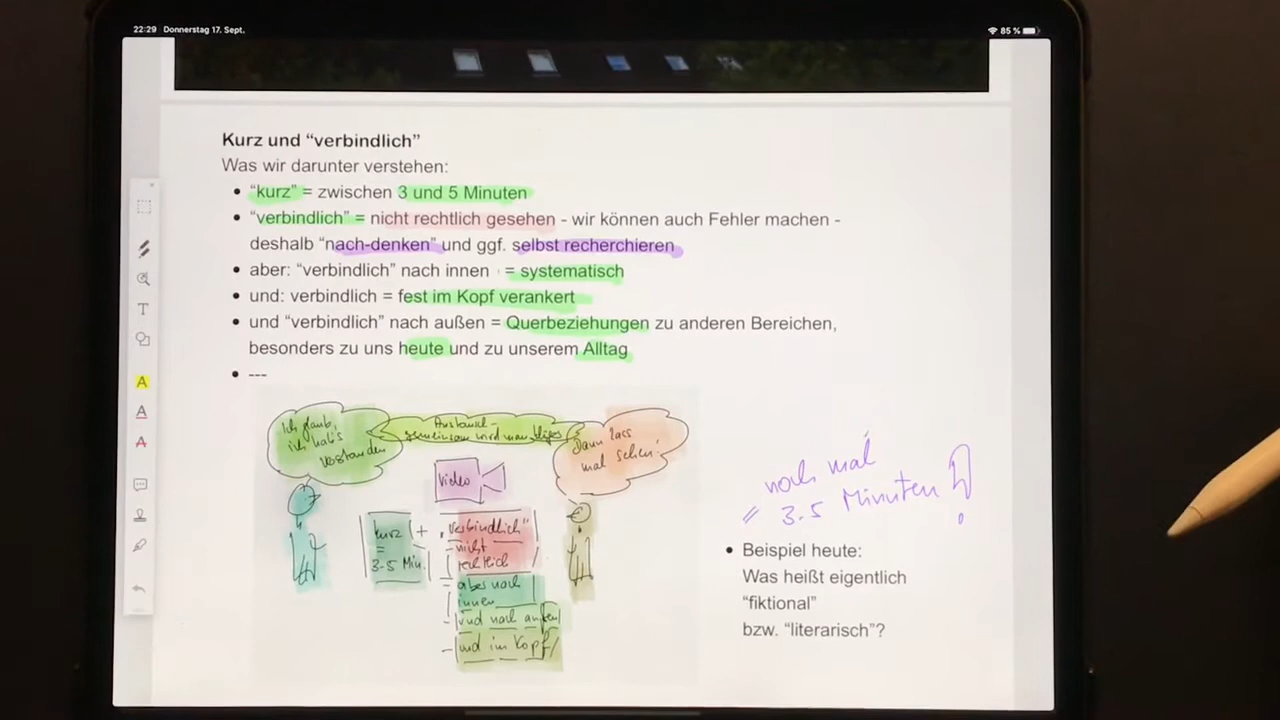 22:29 Donnerstag 17. Sept.
85 %
Kurz und “verbindlich”
Was wir darunter verstehen:
• “kurz” = zwischen 3 und 5 Minuten
• “verbindlich” = nicht rechtlich gesehen - wir können auch Fehler machen -
deshalb “nach-denken” und ggf. selbst recherchieren
• aber: “verbindlich” nach innen = systematisch
• und: verbindlich = fest im Kopf verankert
• und “verbindlich” nach außen = Querbeziehungen zu anderen Bereichen,
besonders zu uns heute und zu unserem Alltag
• ---
Ich glaub,
ich hab's
verstanden
Austausch -
gemeinsam wird man klüger
Dann lass
mal sehen!
video
kurz
=
3-5 Min.
+
„verbindlich"
= nicht
rechtlich
- aber nach
innen
- und nach außen
- und im Kopf
noch mal
= 3.5 Minuten
• Beispiel heute:
Was heißt eigentlich
“fiktional”
bzw. “literarisch”?
A
A
A
T